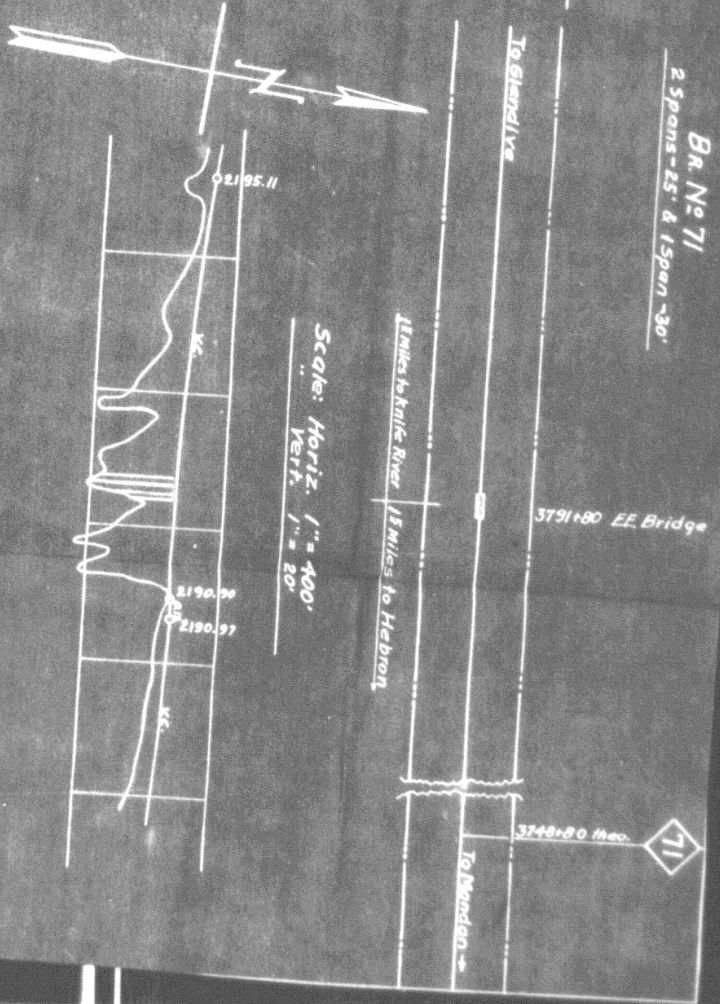 BR. No 71
2 Spans-25' & 1 Span-30'
To Glendive
3791+80 EE Bridge
3748+80 theo.
71
To Mandan →
Miles to Knife River
Miles to Hebron
Scale: Horiz. 1" = 400'
" Vert. 1" = 20'
N
2195.11
2190.90
2190.97